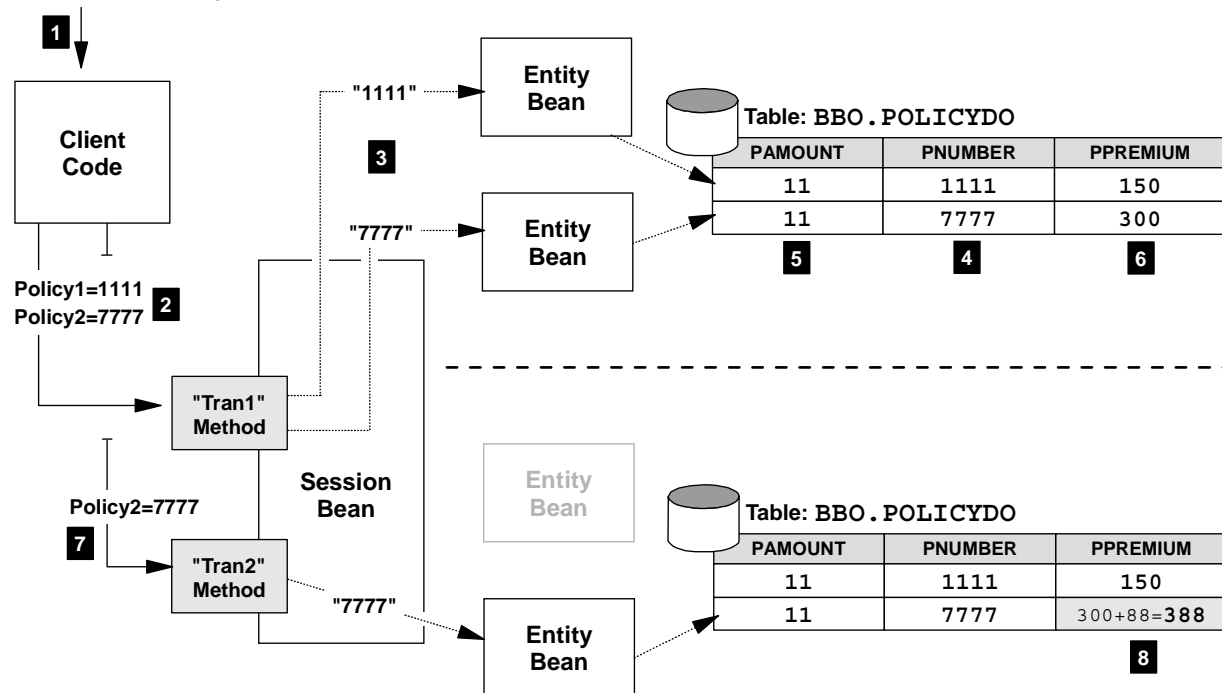 1
Client
Code
Policy1=1111
Policy2=7777
2
"1111"
3
"7777"
Entity
Bean
Entity
Bean
Table: BBO.POLICYDO
PAMOUNT PNUMBER PPREMIUM
11 1111 150
11 7777 300
5 4 6
"Tran1"
Method
Session
Bean
Policy2=7777
7
"Tran2"
Method
"7777"
Entity
Bean
Entity
Bean
Table: BBO.POLICYDO
PAMOUNT PNUMBER PPREMIUM
11 1111 150
11 7777 300+88=388
8